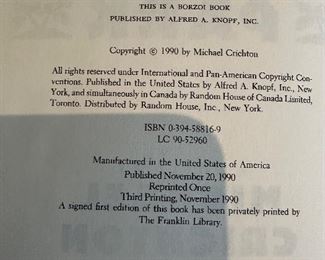 THIS IS A BORZOI BOOK
PUBLISHED BY ALFRED A. KNOPF, INC.
Copyright © 1990 by Michael Crichton
All rights reserved under International and Pan-American Copyright Con-
ventions. Published in the United States by Alfred A. Knopf, Inc., New
York, and simultaneously in Canada by Random House of Canada Limited,
Toronto. Distributed by Random House, Inc., New York.
ISBN 0-394-58816-9
LC 90-52960
Manufactured in the United States of America
Published November 20, 1990
Reprinted Once
Third Printing, November 1990
A signed first edition of this book has been privately printed by
The Franklin Library.